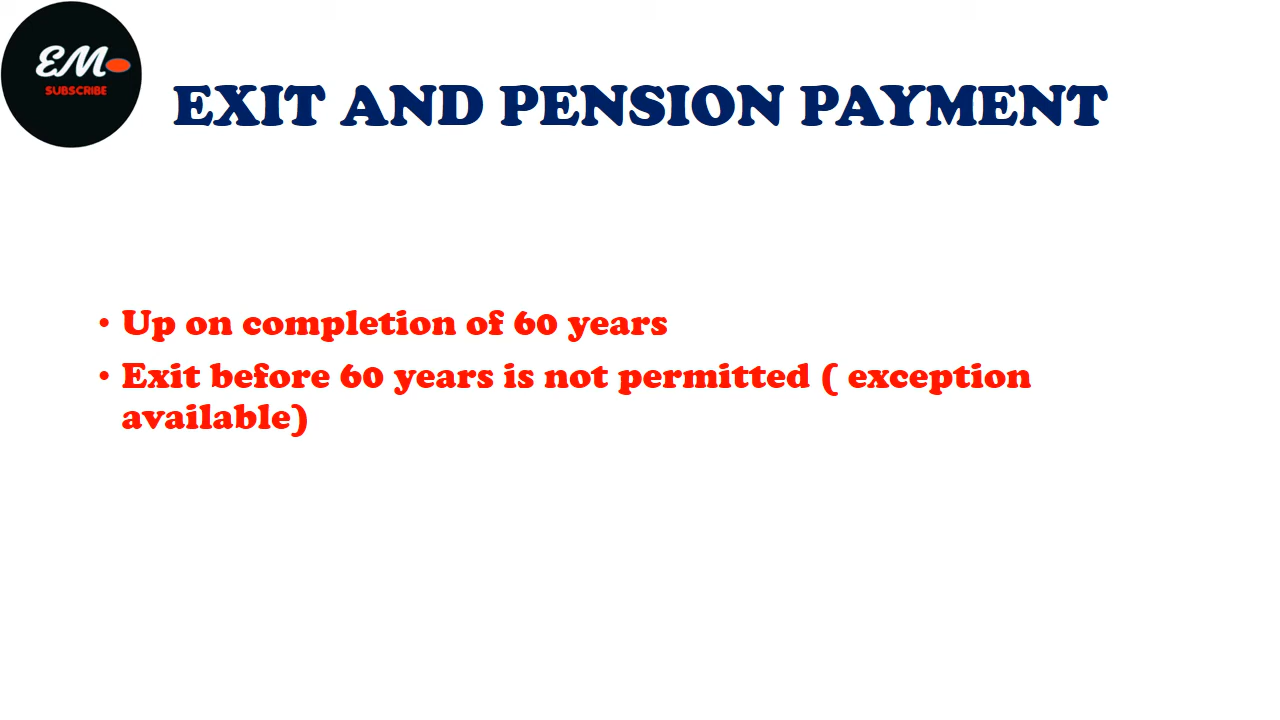 EM
SUBSCRIBE
EXIT AND PENSION PAYMENT
• Up on completion of 60 years
• Exit before 60 years is not permitted ( exception
available)